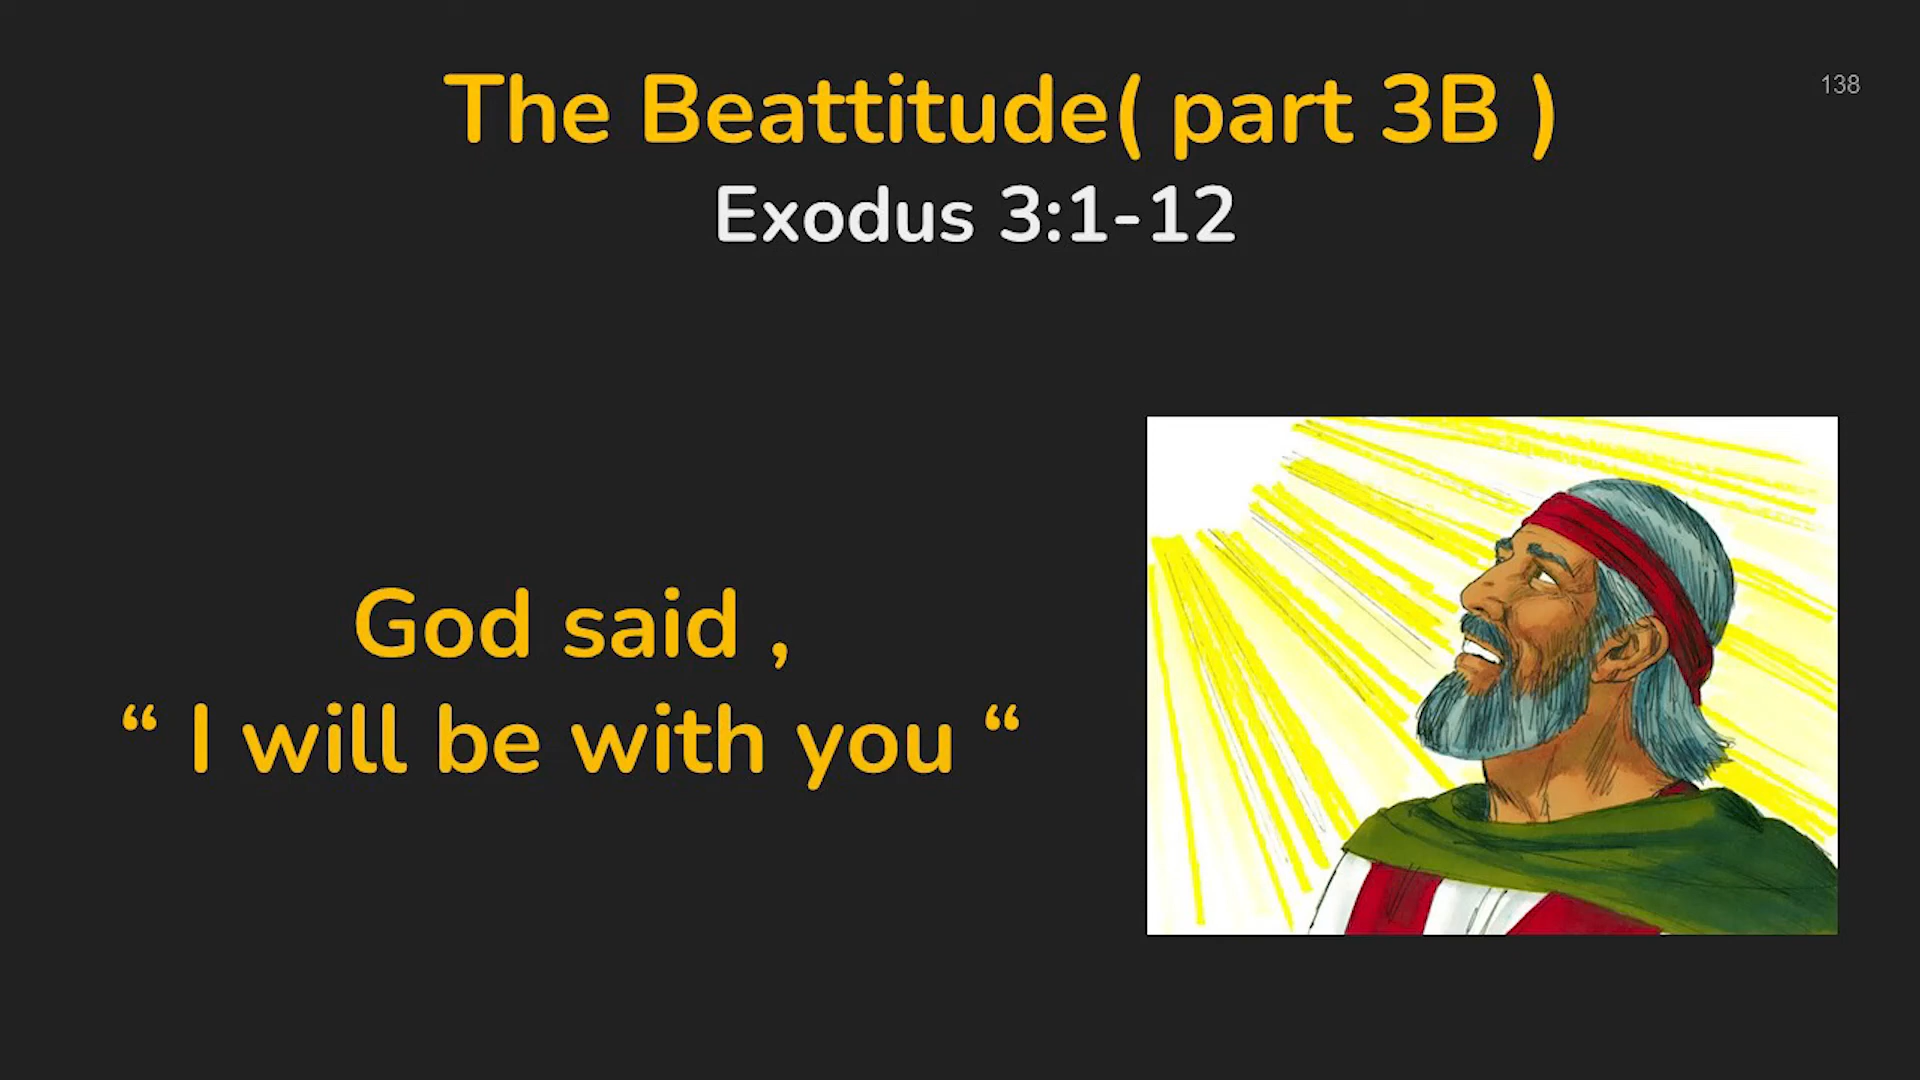 The Beattitude( part 3B )
138
Exodus 3:1-12
God said ,
“ I will be with you “